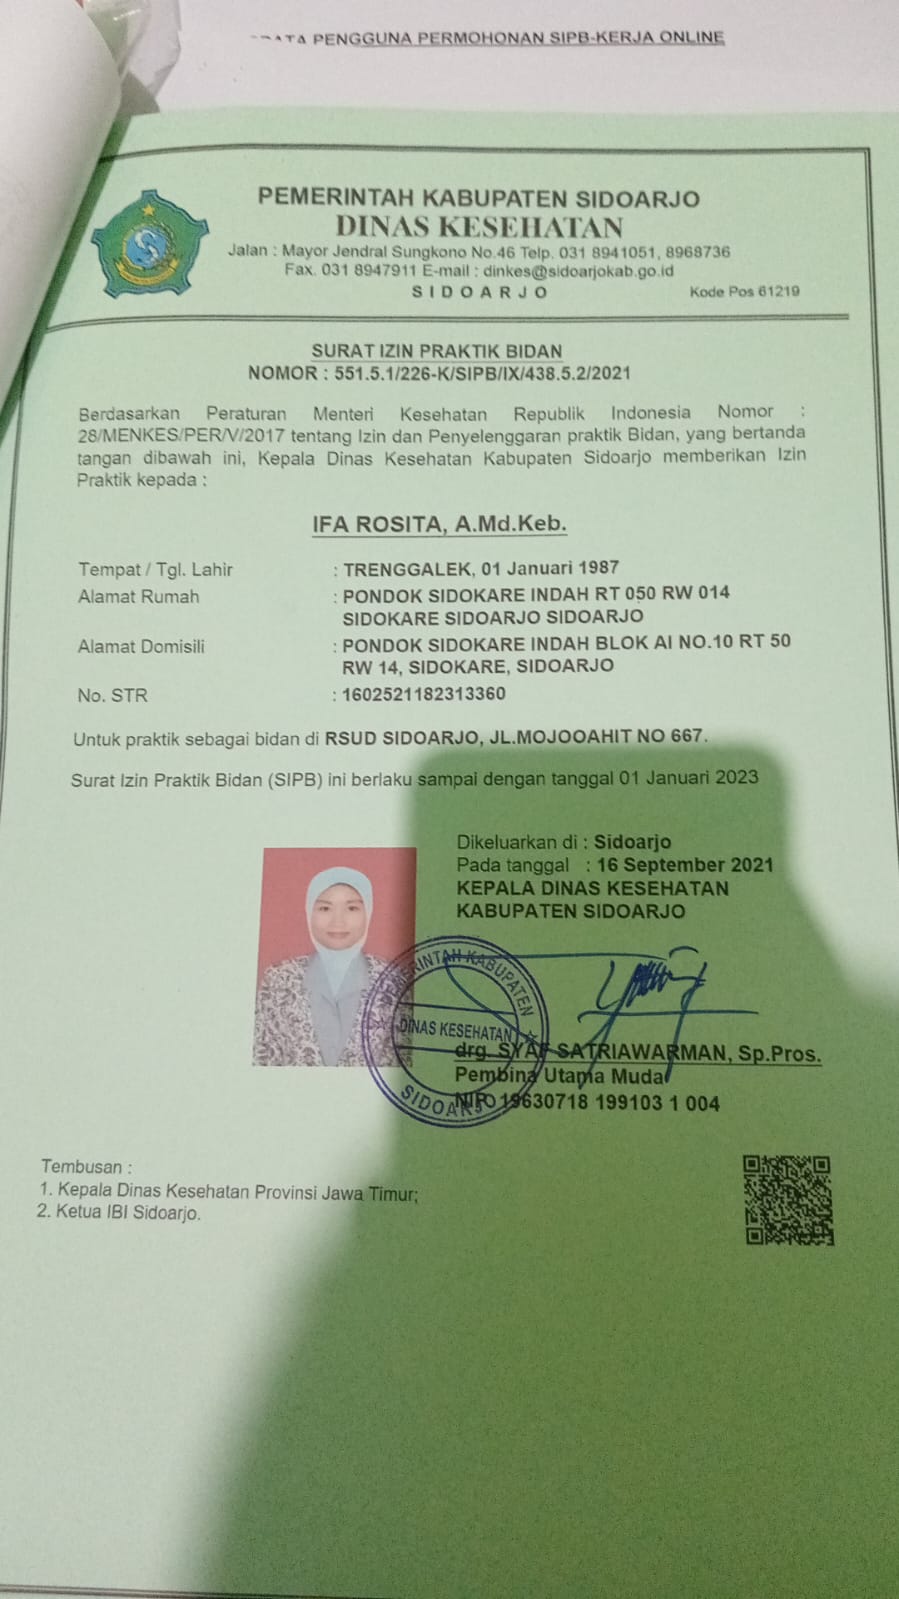 PENGGUNA PERMOHONAN SIPB-KERJA ONLINE
PEMERINTAH KABUPATEN SIDOARJO
DINAS KESEHATAN
Jalan : Mayor Jendral Sungkono No.46 Telp. 031 8941051, 8968736
Fax. 031 8947911 E-mail : dinkes@sidoarjokab.go.id
SIDOARJO Kode Pos 61219
SURAT IZIN PRAKTIK BIDAN
NOMOR : 551.5.1/226-K/SIPB/IX/438.5.2/2021
Berdasarkan Peraturan Menteri Kesehatan Republik Indonesia Nomor :
28/MENKES/PER/V/2017 tentang Izin dan Penyelenggaran praktik Bidan, yang bertanda
tangan dibawah ini, Kepala Dinas Kesehatan Kabupaten Sidoarjo memberikan Izin
Praktik kepada :
IFA ROSITA, A.Md.Keb.
Tempat / Tgl. Lahir : TRENGGALEK, 01 Januari 1987
Alamat Rumah : PONDOK SIDOKARE INDAH RT 050 RW 014
SIDOKARE SIDOARJO SIDOARJO
Alamat Domisili : PONDOK SIDOKARE INDAH BLOK AI NO.10 RT 50
RW 14, SIDOKARE, SIDOARJO
No. STR : 1602521182313360
Untuk praktik sebagai bidan di RSUD SIDOARJO, JL.MOJOOAHIT NO 667.
Surat Izin Praktik Bidan (SIPB) ini berlaku sampai dengan tanggal 01 Januari 2023
Dikeluarkan di : Sidoarjo
Pada tanggal : 16 September 2021
KEPALA DINAS KESEHATAN
KABUPATEN SIDOARJO
PEMERINTAH KABUPATEN
DINAS KESEHATAN
SIDOARJO
drg. SYAF SATRIAWARMAN, Sp.Pros.
Pembina Utama Muda
NIP 19630718 199103 1 004
Tembusan :
1. Kepala Dinas Kesehatan Provinsi Jawa Timur;
2. Ketua IBI Sidoarjo.